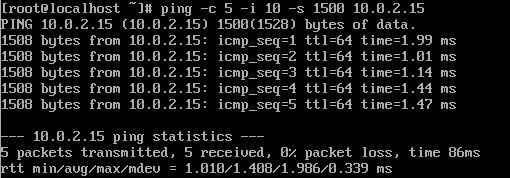 [root@localhost ~]# ping -c 5 -i 10 -s 1500 10.0.2.15
PING 10.0.2.15 (10.0.2.15) 1500(1528) bytes of data.
1508 bytes from 10.0.2.15: icmp_seq=1 ttl=64 time=1.99 ms
1508 bytes from 10.0.2.15: icmp_seq=2 ttl=64 time=1.01 ms
1508 bytes from 10.0.2.15: icmp_seq=3 ttl=64 time=1.14 ms
1508 bytes from 10.0.2.15: icmp_seq=4 ttl=64 time=1.44 ms
1508 bytes from 10.0.2.15: icmp_seq=5 ttl=64 time=1.47 ms

--- 10.0.2.15 ping statistics ---
5 packets transmitted, 5 received, 0% packet loss, time 86ms
rtt min/avg/max/mdev = 1.010/1.408/1.986/0.339 ms